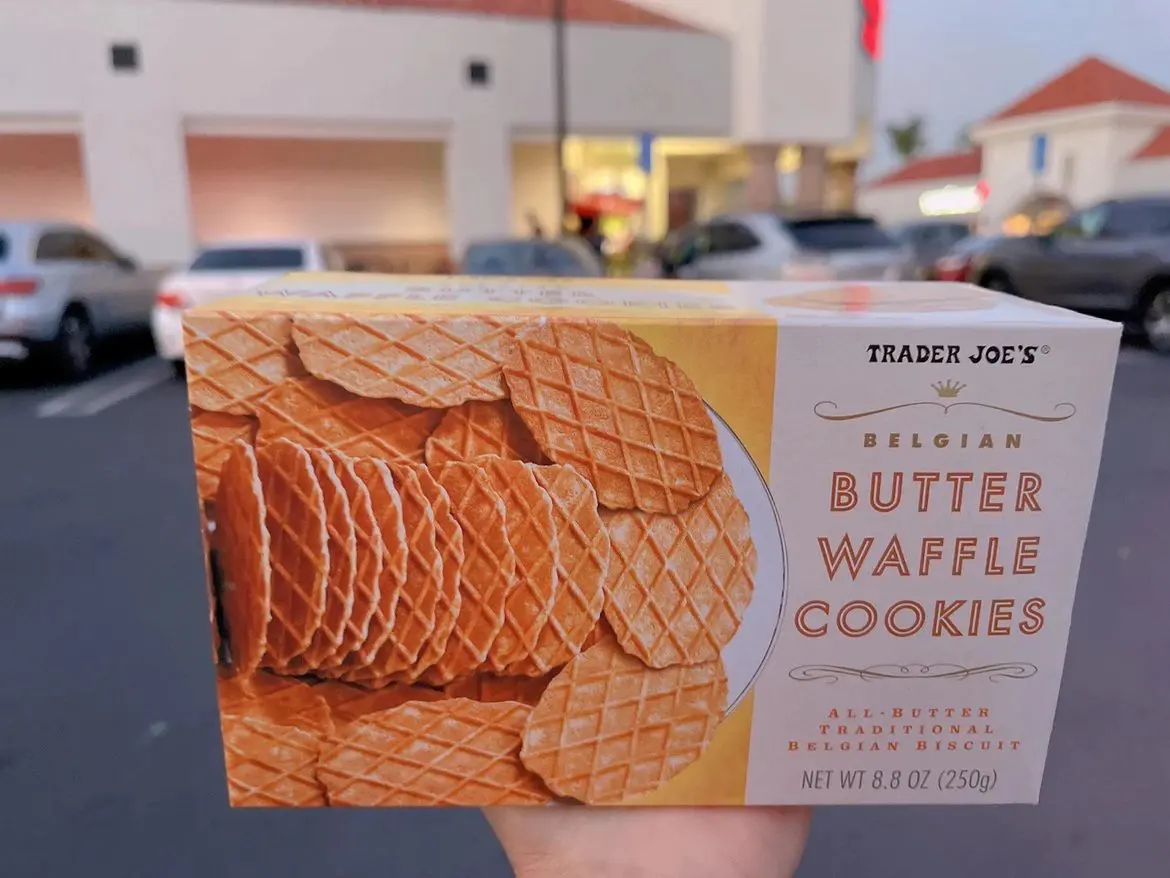 TRADER JOE'S®
BELGIAN
BUTTER
WAFFLE
COOKIES
ALL-BUTTER
TRADITIONAL
BELGIAN BISCUIT
NET WT 8.8 OZ (250g)